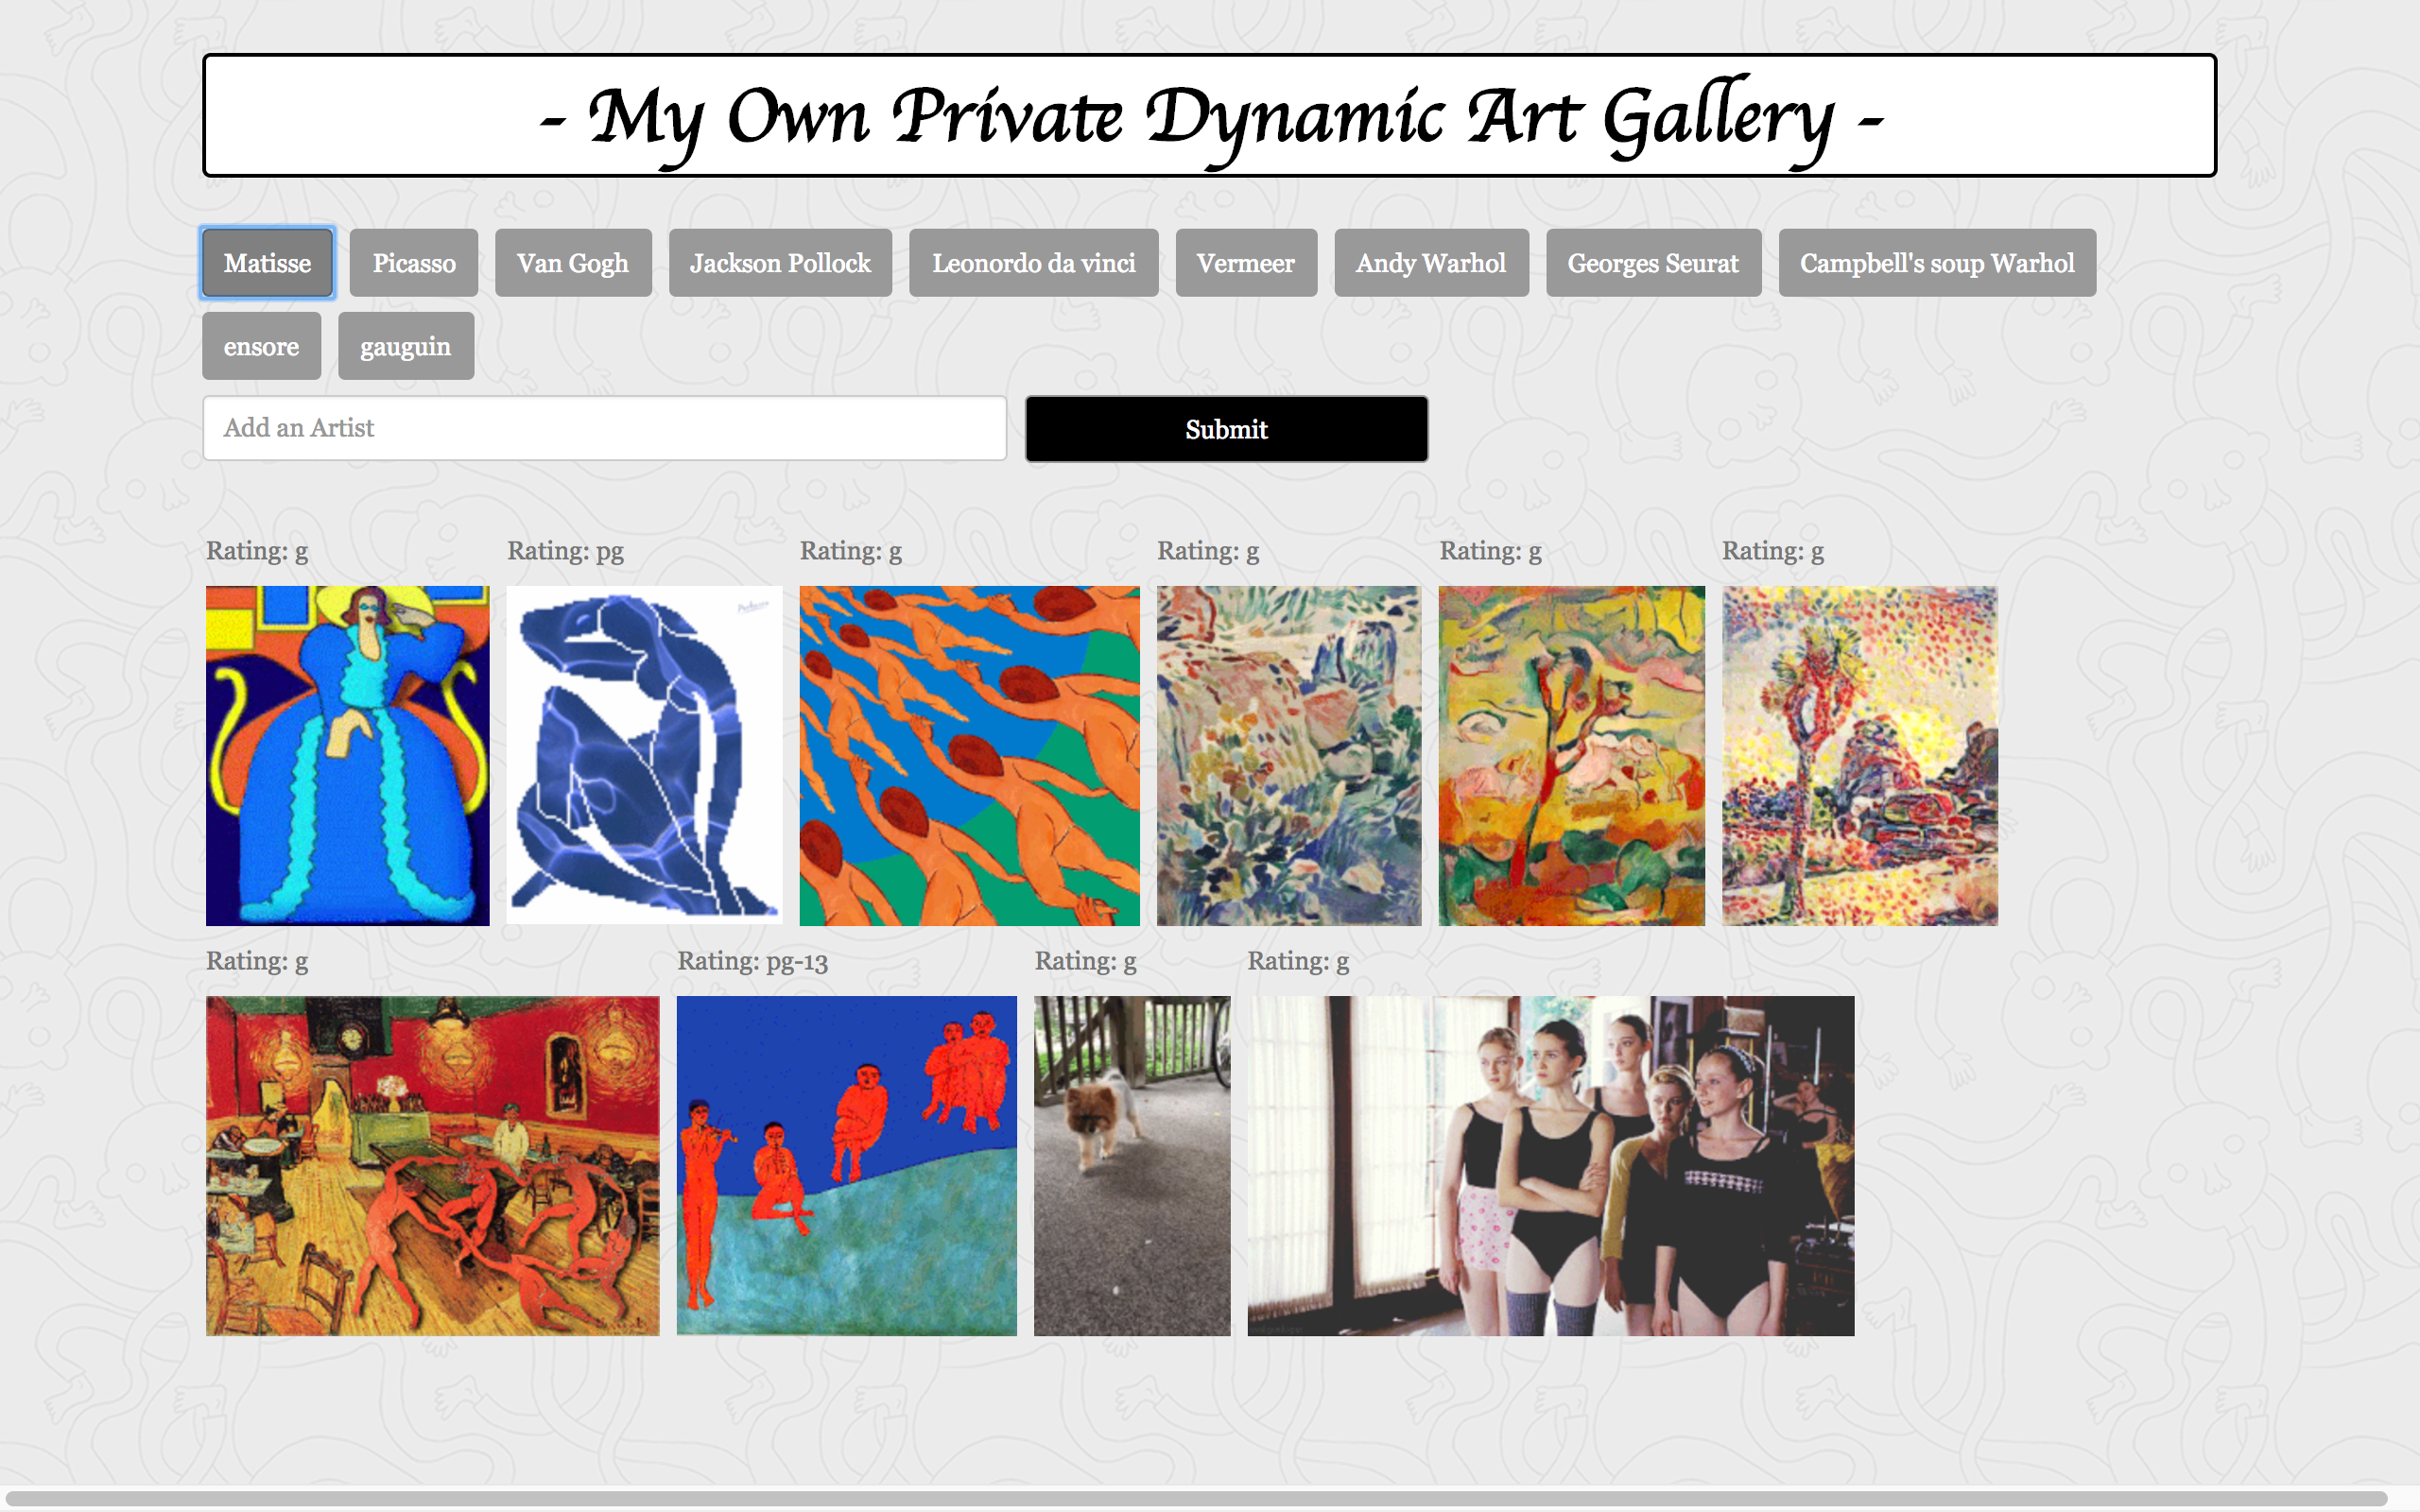 - My Own Private Dynamic Art Gallery -
Matisse Picasso Van Gogh Jackson Pollock Leonordo da vinci Vermeer Andy Warhol Georges Seurat Campbell's soup Warhol
ensore gauguin
Add an Artist Submit
Rating: g Rating: pg Rating: g Rating: g Rating: g Rating: g
Rating: g Rating: pg-13 Rating: g Rating: g